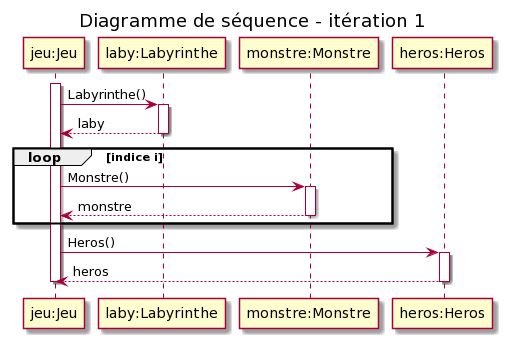 Diagramme de séquence - itération 1
jeu:Jeu laby:Labyrinthe monstre:Monstre heros:Heros
Labyrinthe()
laby
loop [indice i]
Monstre()
monstre
Heros()
heros
jeu:Jeu laby:Labyrinthe monstre:Monstre heros:Heros